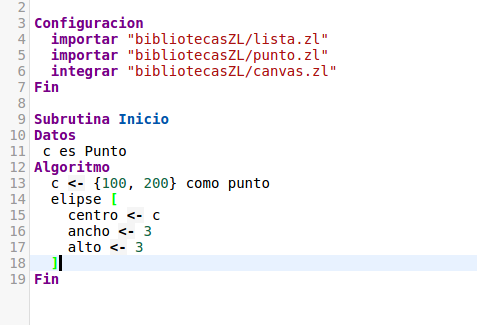 2
3 Configuracion
4 importar "bibliotecasZL/lista.zl"
5 importar "bibliotecasZL/punto.zl"
6 integrar "bibliotecasZL/canvas.zl"
7 Fin
8
9 Subrutina Inicio
10 Datos
11 c es Punto
12 Algoritmo
13 c <- {100, 200} como punto
14 elipse [
15 centro <- c
16 ancho <- 3
17 alto <- 3
18 ]
19 Fin